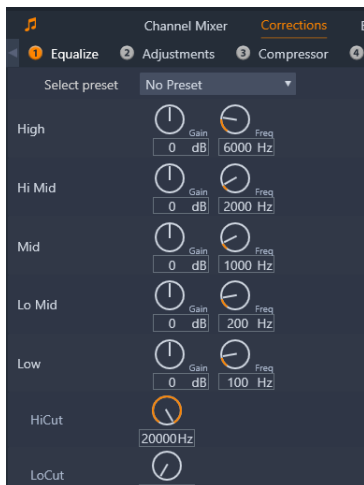 Channel Mixer Corrections
1 Equalize 2 Adjustments 3 Compressor 4
Select preset No Preset
High Gain Freq
0 dB 6000 Hz
Hi Mid Gain Freq
0 dB 2000 Hz
Mid Gain Freq
0 dB 1000 Hz
Lo Mid Gain Freq
0 dB 200 Hz
Low Gain Freq
0 dB 100 Hz
HiCut
20000Hz
LoCut